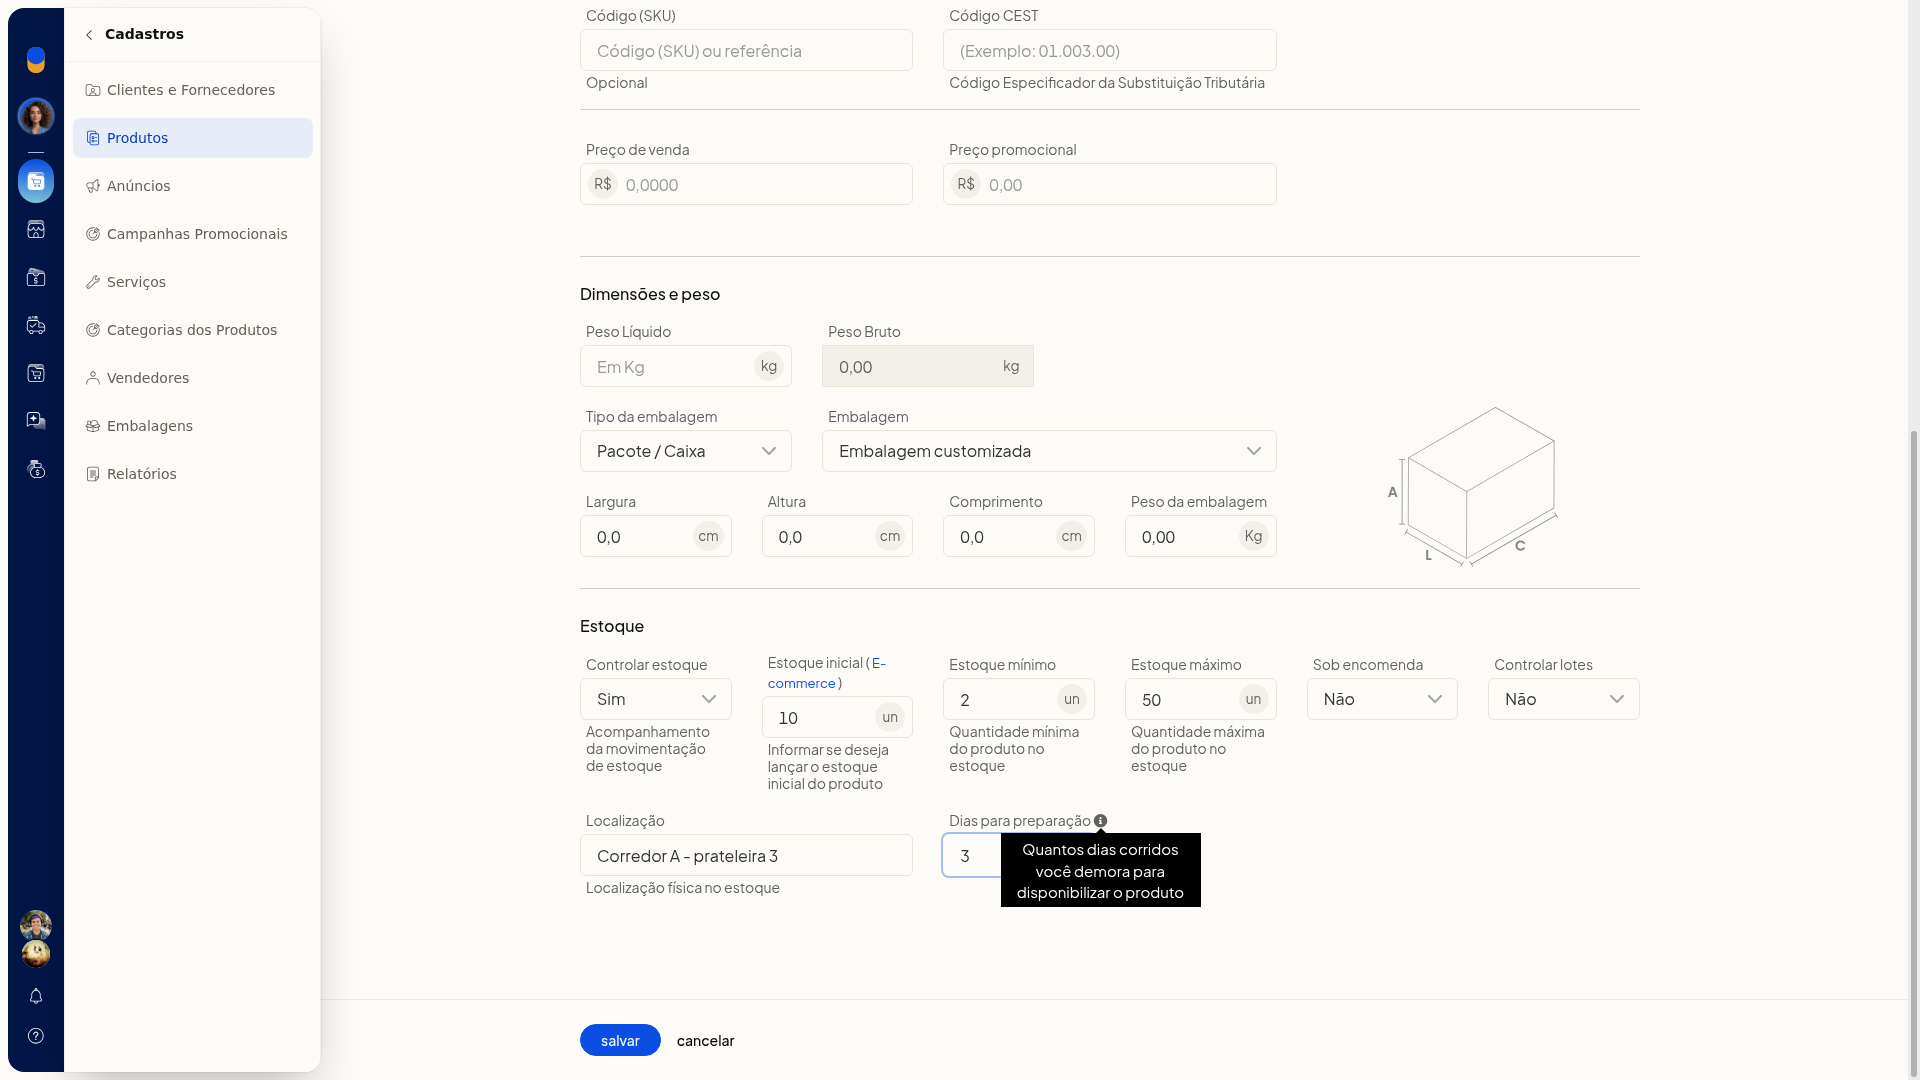 Cadastros
Clientes e Fornecedores
Produtos
Anúncios
Campanhas Promocionais
Serviços
Categorias dos Produtos
Vendedores
Embalagens
Relatórios
Código (SKU)
Código CEST
Código (SKU) ou referência
(Exemplo: 01.003.00)
Opcional
Código Especificador da Substituição Tributária
Preço de venda
Preço promocional
R$ 0,0000
R$ 0,00
Dimensões e peso
Peso Líquido
Peso Bruto
Em Kg kg
0,00 kg
Tipo da embalagem
Embalagem
Pacote / Caixa
Embalagem customizada
Largura
Altura
Comprimento
Peso da embalagem
0,0 cm
0,0 cm
0,0 cm
0,00 Kg
A
L
C
Estoque
Controlar estoque
Sim
Acompanhamento
da movimentação
de estoque
Estoque inicial ( E-
commerce )
10 un
Informar se deseja
lançar o estoque
inicial do produto
Estoque mínimo
2 un
Quantidade mínima
do produto no
estoque
Estoque máximo
50 un
Quantidade máxima
do produto no
estoque
Sob encomenda
Não
Controlar lotes
Não
Localização
Corredor A - prateleira 3
Localização física no estoque
Dias para preparação
3
Quantos dias corridos
você demora para
disponibilizar o produto
salvar
cancelar